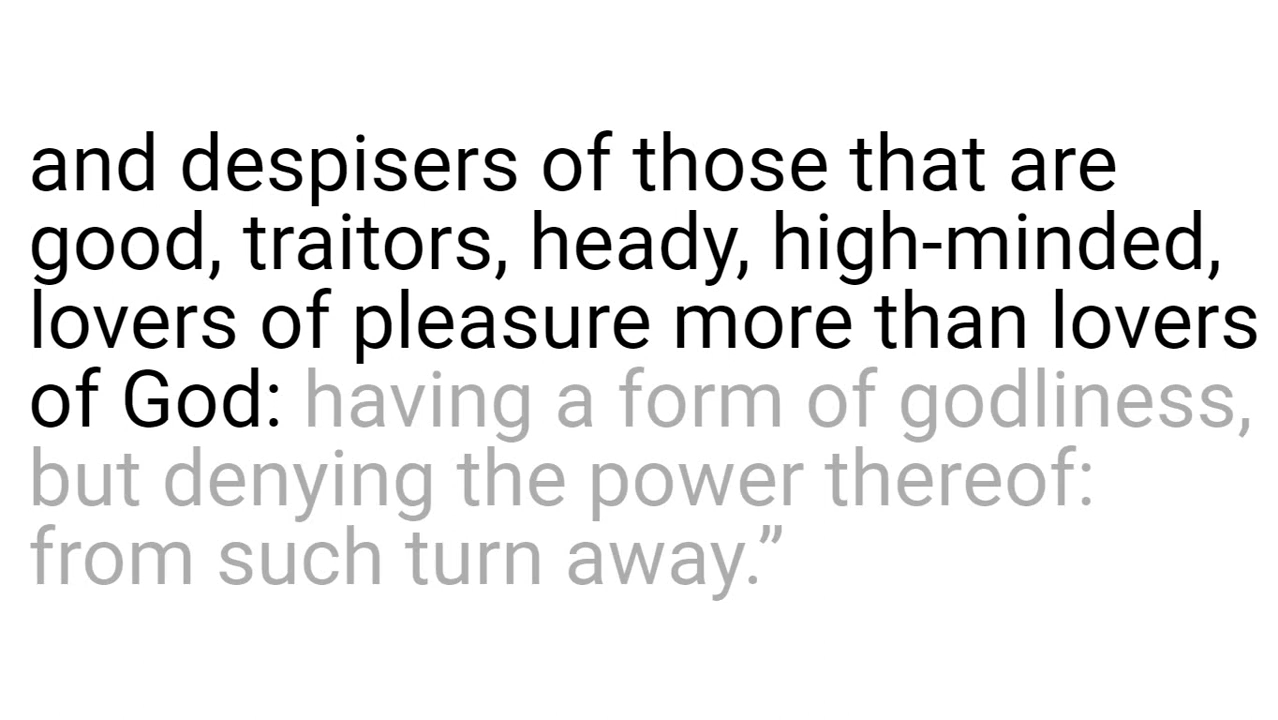 and despisers of those that are
good, traitors, heady, high-minded,
lovers of pleasure more than lovers
of God: having a form of godliness,
but denying the power thereof:
from such turn away.”